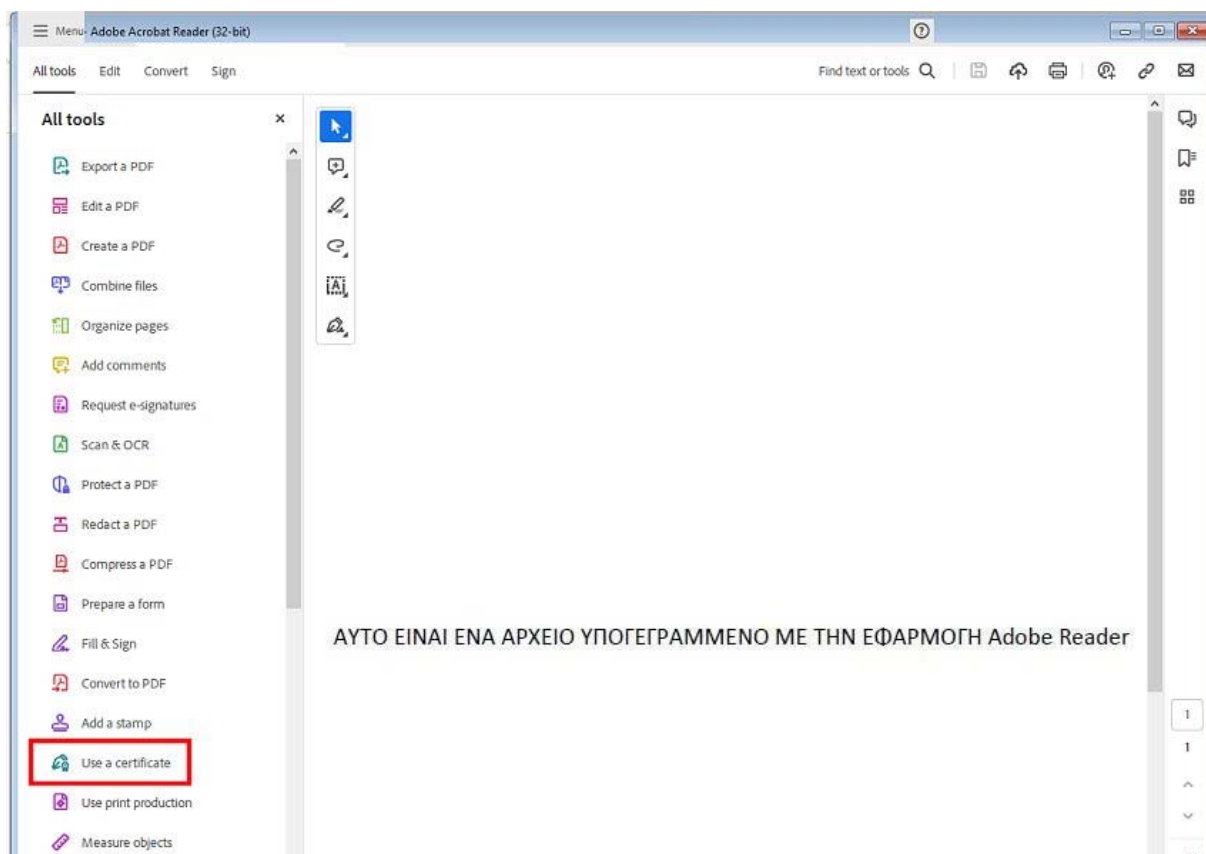 Menu
Adobe Acrobat Reader (32-bit)
All tools Edit Convert Sign
Find text or tools
All tools
Export a PDF
Edit a PDF
Create a PDF
Combine files
Organize pages
Add comments
Request e-signatures
Scan & OCR
Protect a PDF
Redact a PDF
Compress a PDF
Prepare a form
Fill & Sign
Convert to PDF
Add a stamp
Use a certificate
Use print production
Measure objects
ΑΥΤΟ ΕΙΝΑΙ ΕΝΑ ΑΡΧΕΙΟ ΥΠΟΓΕΓΡΑΜΜΕΝΟ ΜΕ ΤΗΝ ΕΦΑΡΜΟΓΗ Adobe Reader
1
1